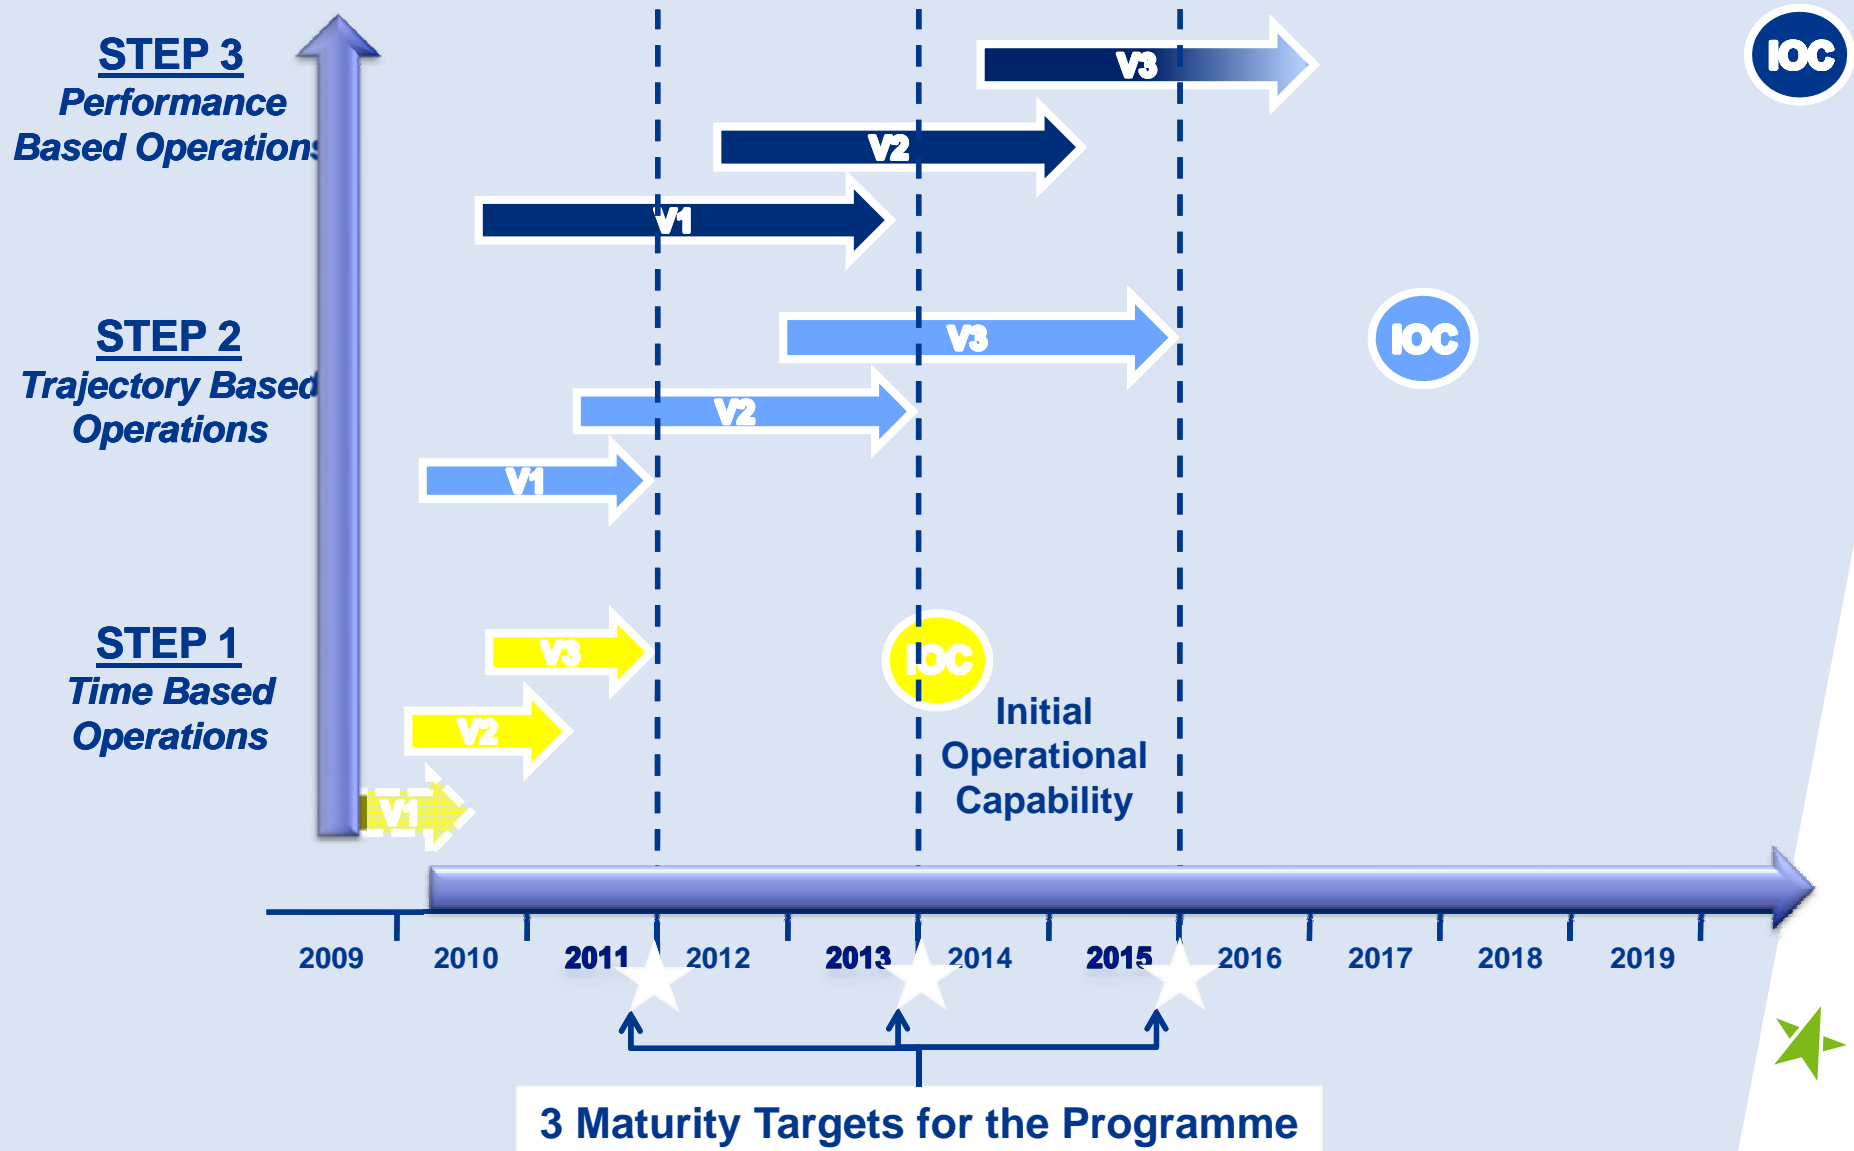 STEP 3
Performance
Based Operations
V3
IOC
V2
V1
STEP 2
Trajectory Based
Operations
V3
IOC
V2
V1
STEP 1
Time Based
Operations
V3
IOC
V2
V1
Initial
Operational
Capability
2009 2010 2011 2012 2013 2014 2015 2016 2017 2018 2019
3 Maturity Targets for the Programme